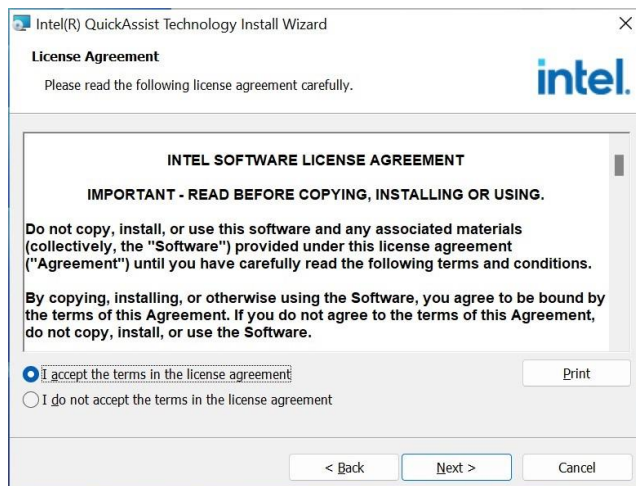 Intel(R) QuickAssist Technology Install Wizard
License Agreement
Please read the following license agreement carefully.
intel.
INTEL SOFTWARE LICENSE AGREEMENT
IMPORTANT - READ BEFORE COPYING, INSTALLING OR USING.
Do not copy, install, or use this software and any associated materials
(collectively, the "Software") provided under this license agreement
("Agreement") until you have carefully read the following terms and conditions.
By copying, installing, or otherwise using the Software, you agree to be bound by
the terms of this Agreement. If you do not agree to the terms of this Agreement,
do not copy, install, or use the Software.
I accept the terms in the license agreement
Print
I do not accept the terms in the license agreement
< Back
Next >
Cancel